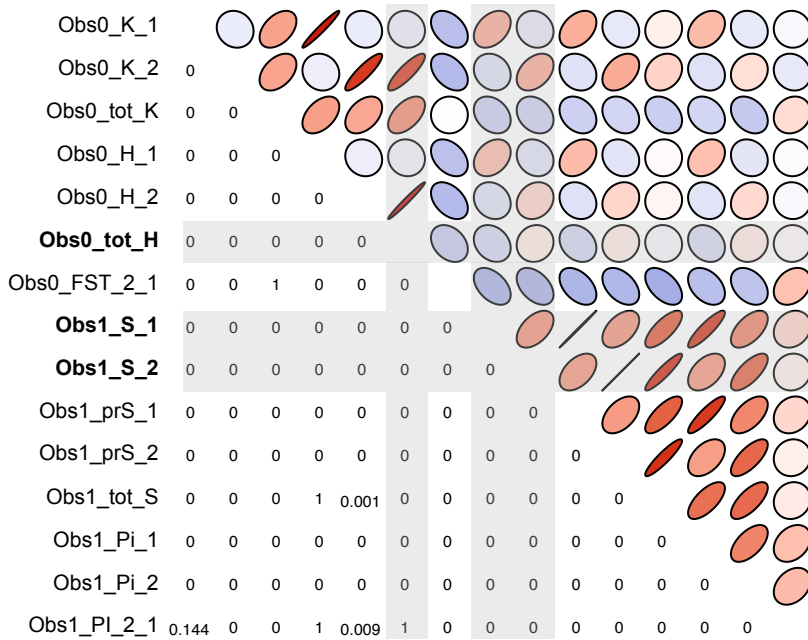 Obs0_K_1
Obs0_K_2 0
Obs0_tot_K 0 0
Obs0_H_1 0 0 0
Obs0_H_2 0 0 0 0
Obs0_tot_H 0 0 0 0 0
Obs0_FST_2_1 0 0 1 0 0 0
Obs1_S_1 0 0 0 0 0 0 0
Obs1_S_2 0 0 0 0 0 0 0 0
Obs1_prS_1 0 0 0 0 0 0 0 0 0
Obs1_prS_2 0 0 0 0 0 0 0 0 0 0
Obs1_tot_S 0 0 0 1 0.001 0 0 0 0 0 0
Obs1_Pi_1 0 0 0 0 0 0 0 0 0 0 0 0
Obs1_Pi_2 0 0 0 0 0 0 0 0 0 0 0 0 0
Obs1_PI_2_1 0.144 0 0 1 0.009 1 0 0 0 0 0 0 0 0